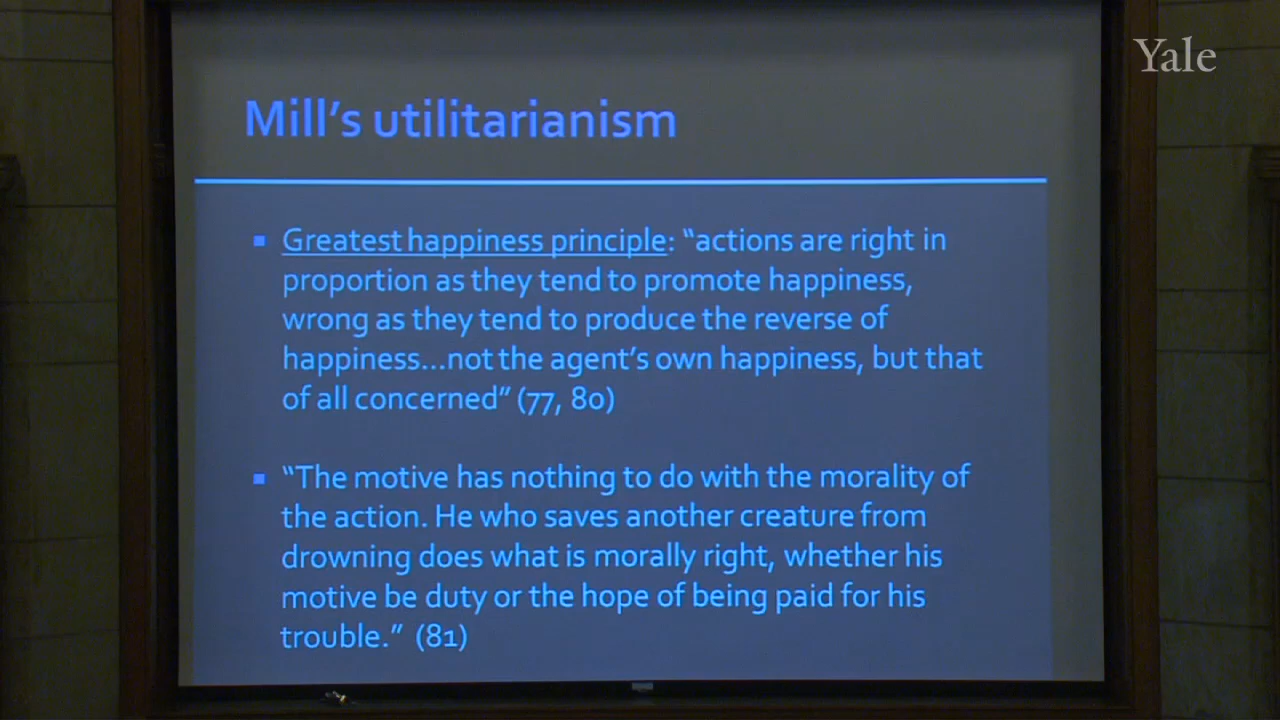 Yale
Mill's utilitarianism
▪ Greatest happiness principle: "actions are right in
proportion as they tend to promote happiness,
wrong as they tend to produce the reverse of
happiness...not the agent's own happiness, but that
of all concerned" (77, 80)
▪ "The motive has nothing to do with the morality of
the action. He who saves another creature from
drowning does what is morally right, whether his
motive be duty or the hope of being paid for his
trouble." (81)